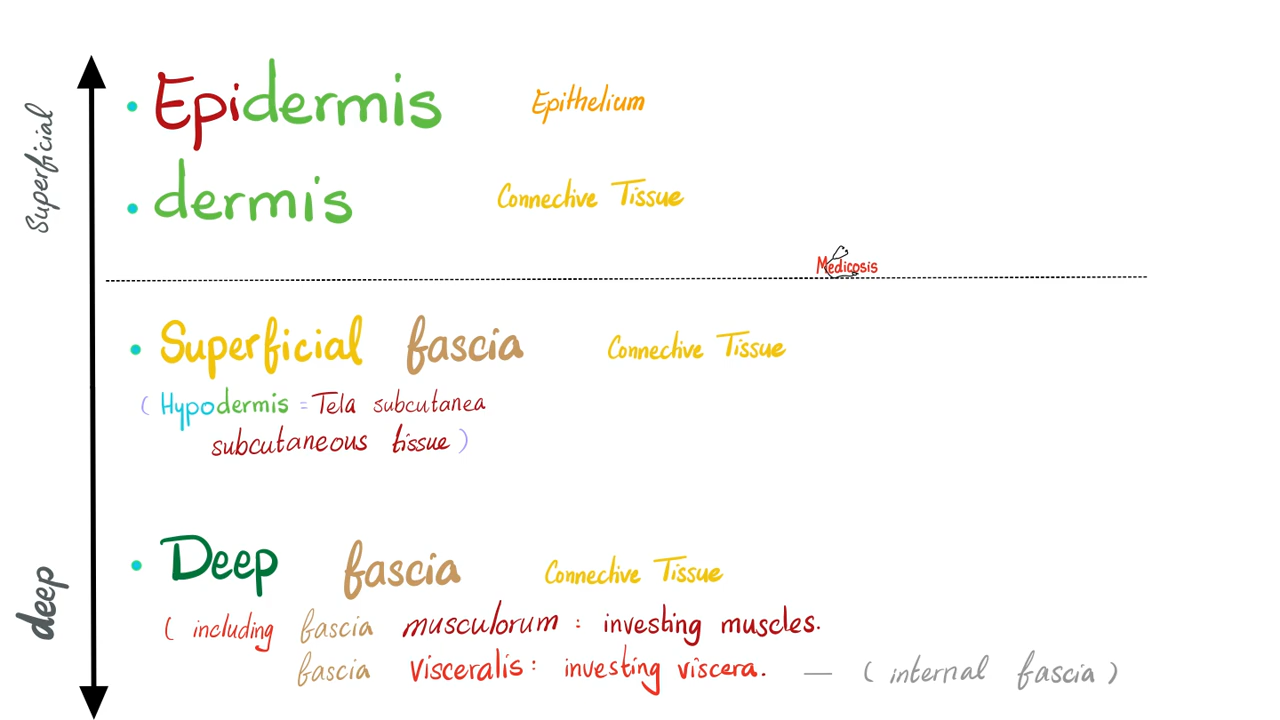 Superficial
• Epidermis Epithelium
• dermis Connective Tissue
Medicosis
• Superficial fascia Connective Tissue
( Hypodermis = Tela subcutanea
subcutaneous tissue )
deep
• Deep fascia Connective Tissue
( including fascia musculorum : investing muscles.
fascia visceralis : investing viscera. — ( internal fascia )